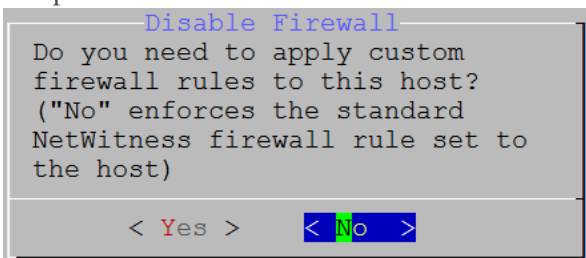 Disable Firewall
Do you need to apply custom
firewall rules to this host?
("No" enforces the standard
NetWitness firewall rule set to
the host)
< Yes > < No >